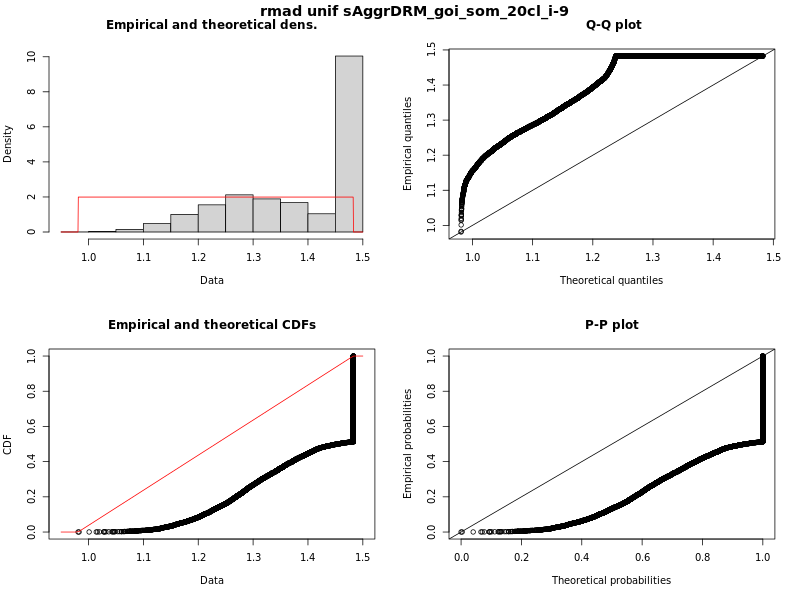 rmad unif sAggrDRM_goi_som_20cl_i-9
Empirical and theoretical dens.
Density
0 2 4 6 8 10
1.0 1.1 1.2 1.3 1.4 1.5
Data
Q-Q plot
Empirical quantiles
1.0 1.1 1.2 1.3 1.4 1.5
1.0 1.1 1.2 1.3 1.4 1.5
Theoretical quantiles
Empirical and theoretical CDFs
CDF
0.0 0.2 0.4 0.6 0.8 1.0
1.0 1.1 1.2 1.3 1.4 1.5
Data
P-P plot
Empirical probabilities
0.0 0.2 0.4 0.6 0.8 1.0
0.0 0.2 0.4 0.6 0.8 1.0
Theoretical probabilities